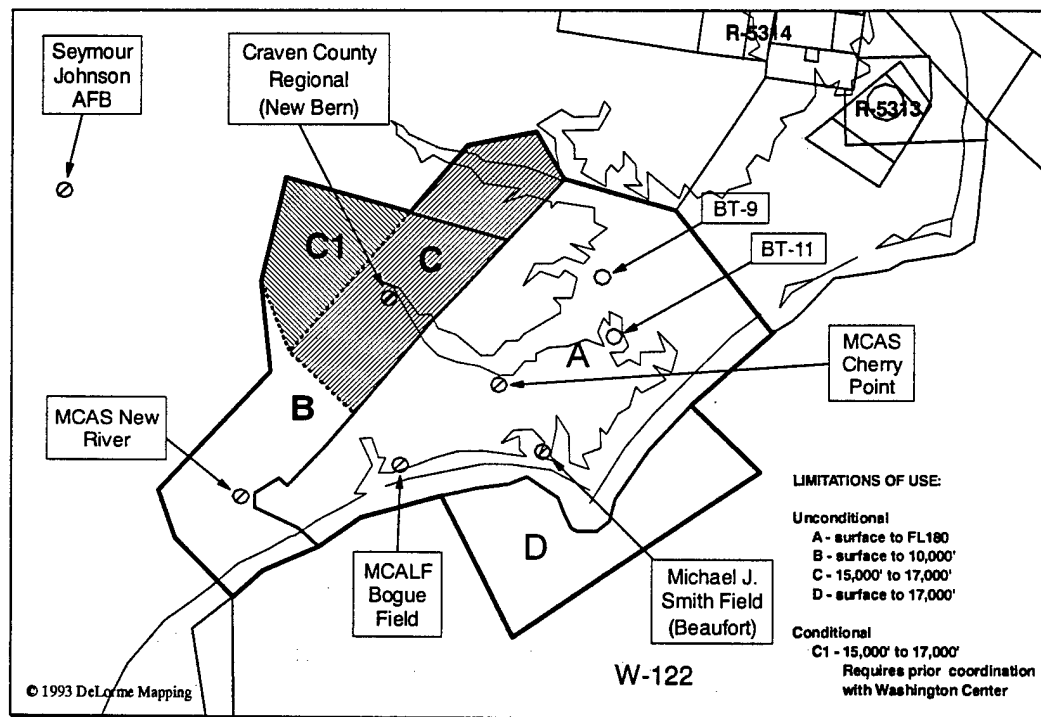 Seymour
Johnson
AFB
Craven County
Regional
(New Bern)
R-5314
R-5313
BT-9
BT-11
C1
C
A
B
D
MCAS
Cherry
Point
MCAS New
River
MCALF
Bogue
Field
Michael J.
Smith Field
(Beaufort)
W-122
LIMITATIONS OF USE:
Unconditional
A - surface to FL180
B - surface to 10,000'
C - 15,000' to 17,000'
D - surface to 17,000'
Conditional
C1 - 15,000' to 17,000'
Requires prior coordination
with Washington Center
© 1993 DeLorme Mapping